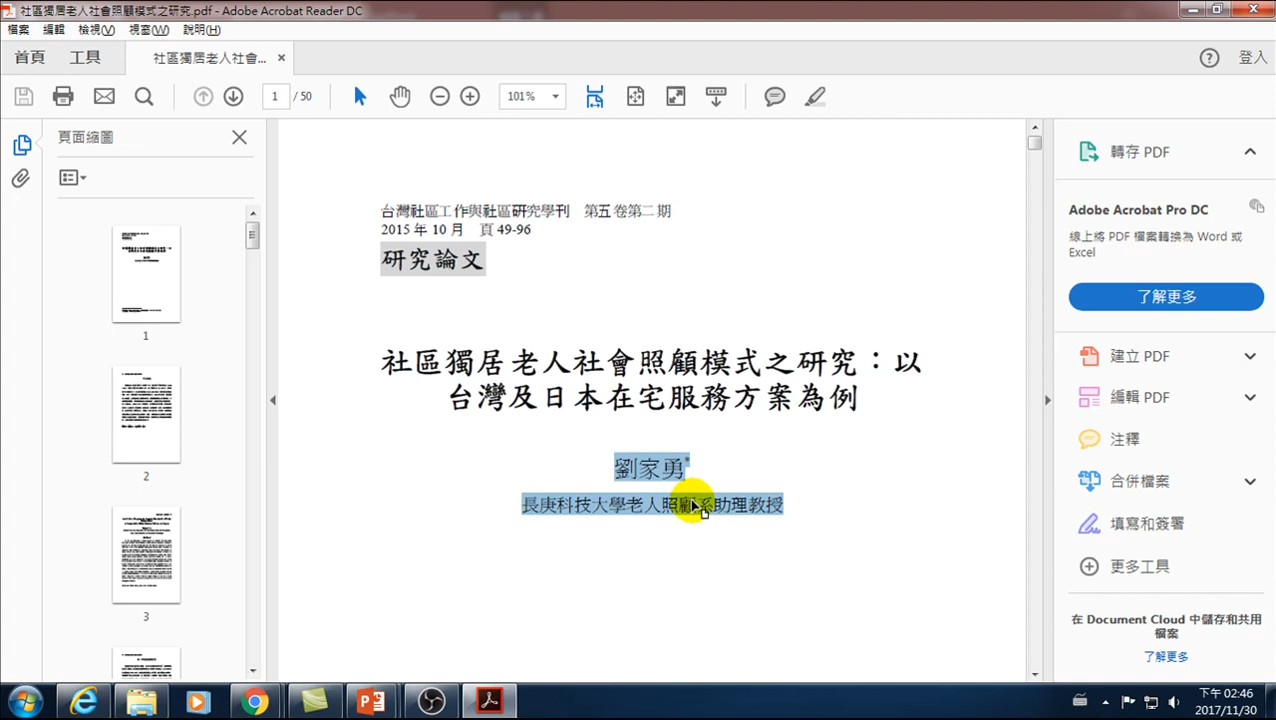 社區獨居老人社會照顧模式之研究.pdf - Adobe Acrobat Reader DC
檔案 編輯 檢視(V) 視窗(W) 說明(H)
首頁 工具 社區獨居老人社會... × 登入
1 / 50 101%
頁面縮圖
1
2
3
台灣社區工作與社區研究學刊 第五卷第二期
2015 年 10 月 頁 49-96
研究論文
社區獨居老人社會照顧模式之研究：以
台灣及日本在宅服務方案為例
劉家勇*
長庚科技大學老人照顧系助理教授
轉存 PDF
Adobe Acrobat Pro DC
線上將 PDF 檔案轉換為 Word 或
Excel
了解更多
建立 PDF
編輯 PDF
注釋
合併檔案
填寫和簽署
更多工具
在 Document Cloud 中儲存和共用
檔案
了解更多
下午 02:46
2017/11/30